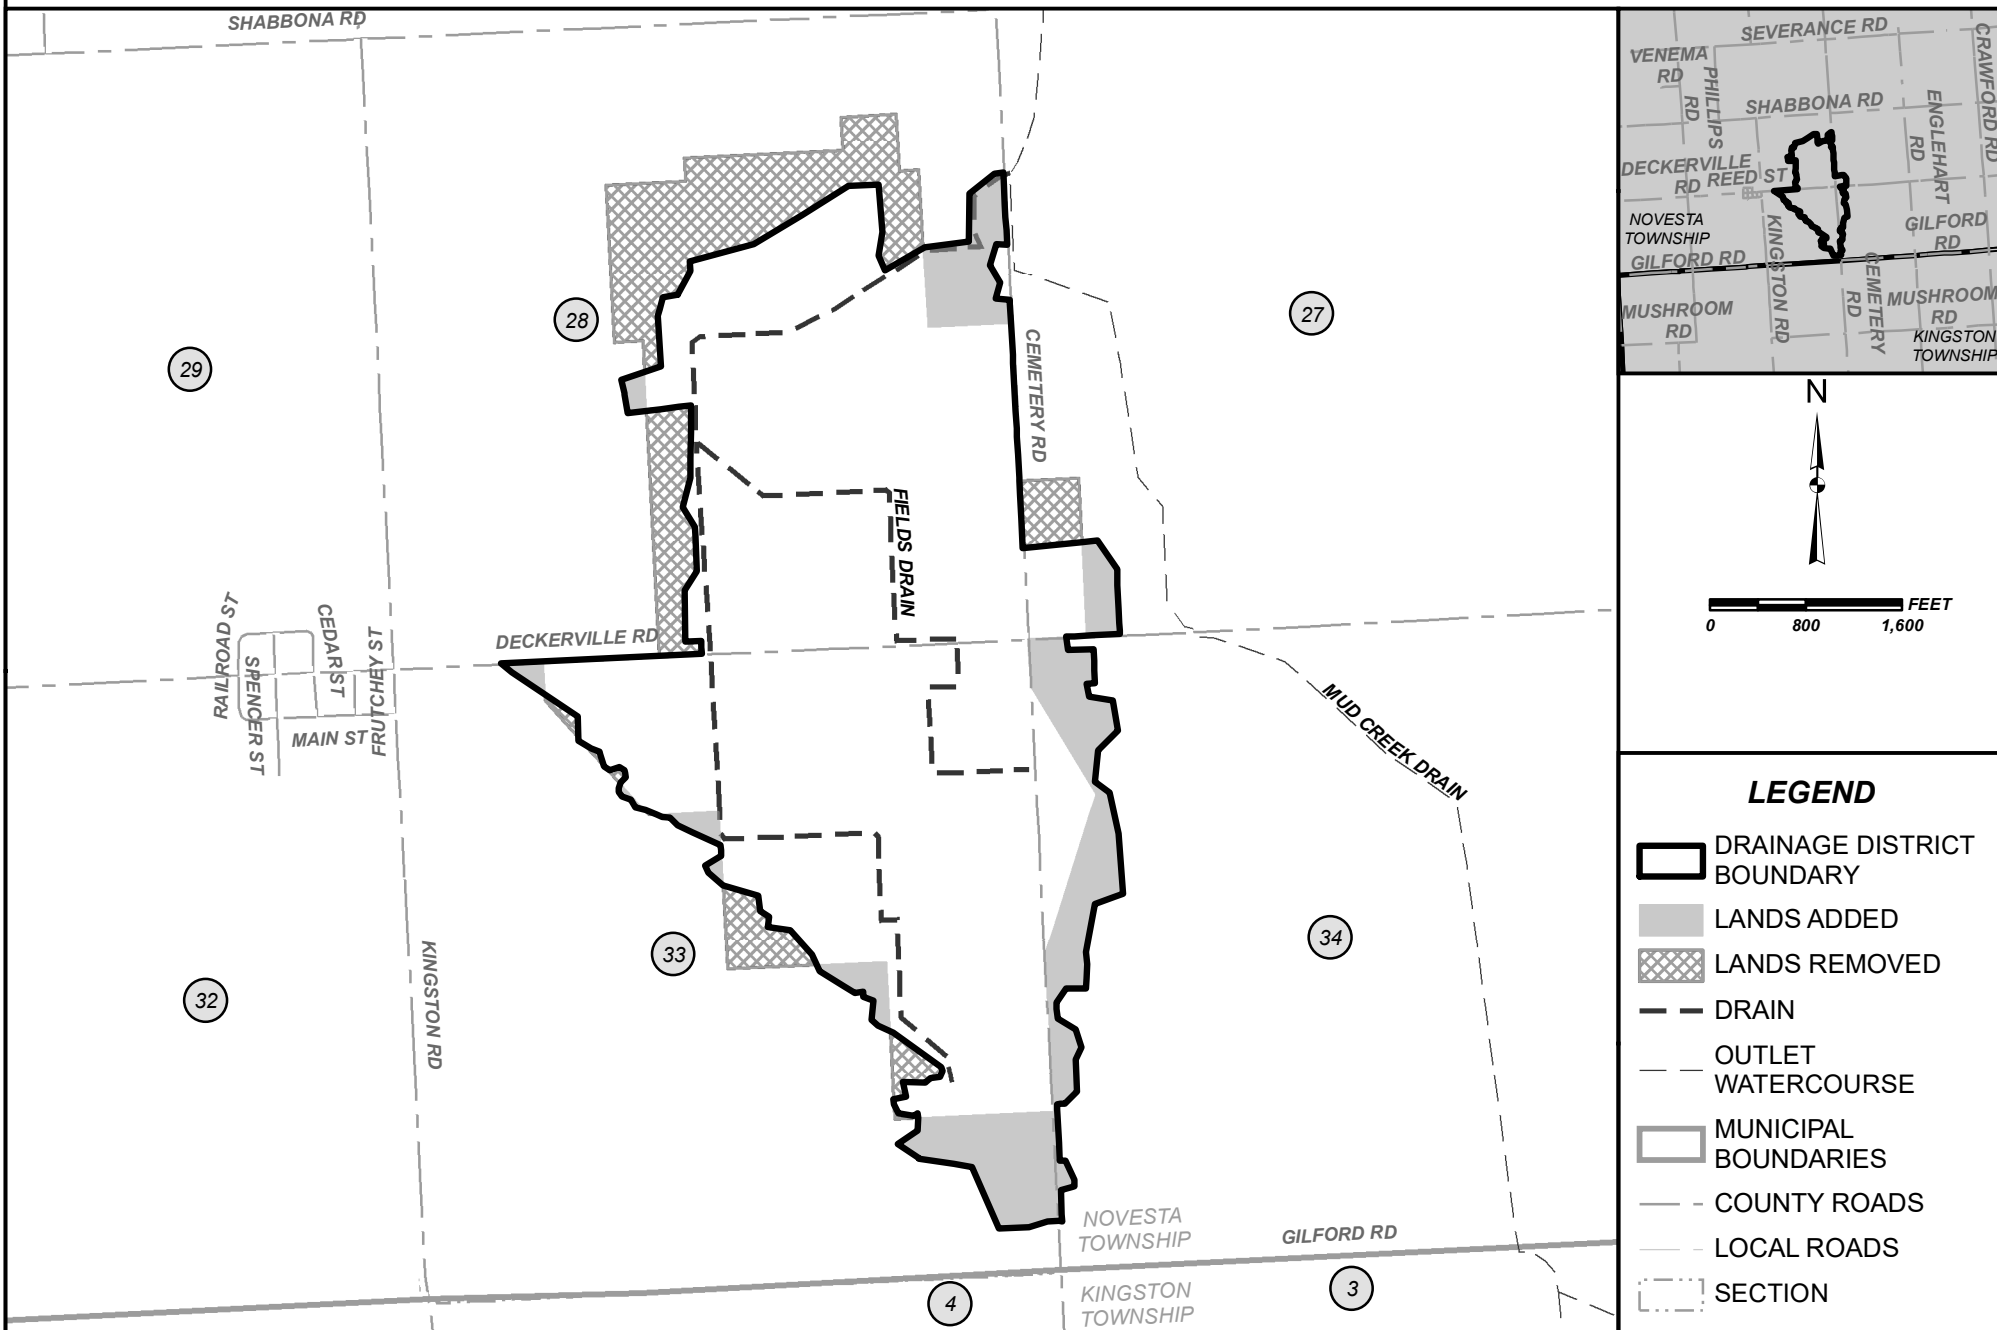 SHABBONA RD
28
27
29
CEMETERY RD
FIELDS DRAIN
DECKERVILLE RD
RAILROAD ST
SPENCER ST
CEDAR ST
FRUTCHEY ST
MAIN ST
MUD CREEK DRAIN
33
34
32
KINGSTON RD
NOVESTA
TOWNSHIP
GILFORD RD
KINGSTON
TOWNSHIP
4
3
SEVERANCE RD
VENEMA
RD
PHILLIPS
RD
CRAWFORD RD
SHABBONA RD
ENGLEHART
RD
DECKERVILLE
RD
REED ST
NOVESTA
TOWNSHIP
GILFORD
RD
GILFORD RD
KINGSTON RD
CEMETERY
RD
MUSHROOM
RD
MUSHROOM
RD
KINGSTON
TOWNSHIP
N
FEET
0 800 1,600
LEGEND
DRAINAGE DISTRICT
BOUNDARY
LANDS ADDED
LANDS REMOVED
DRAIN
OUTLET
WATERCOURSE
MUNICIPAL
BOUNDARIES
COUNTY ROADS
LOCAL ROADS
SECTION